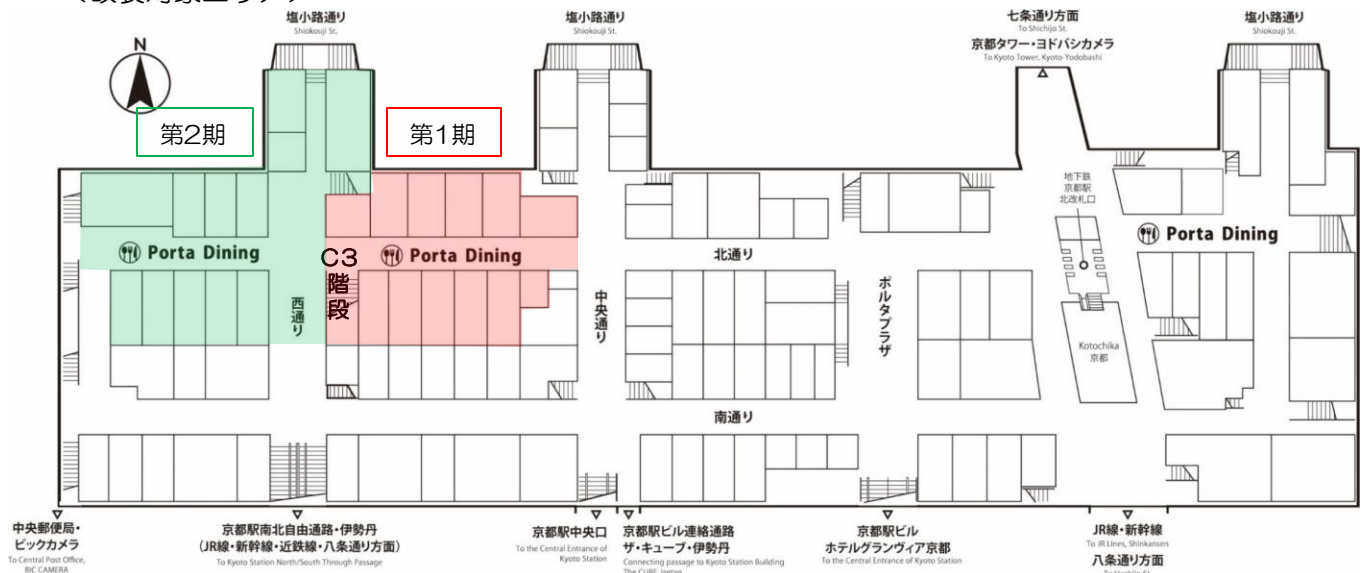 塩小路通り
Shiokouji St.
塩小路通り
Shiokouji St.
七条通り方面
To Shichijo St.
京都タワー・ヨドバシカメラ
To Kyoto Tower, Kyoto-Yodobashi
塩小路通り
Shiokouji St.
N
第2期
第1期
地下鉄
京都駅
北改札口
Porta Dining
C3
階
段
Porta Dining
北通り
Porta Dining
西通り
中央通り
ポルタプラザ
Kotochika
京都
南通り
中央郵便局・
ビックカメラ
To Central Post Office,
BIC CAMERA
京都駅南北自由通路・伊勢丹
(JR線・新幹線・近鉄線・八条通り方面)
To Kyoto Station North/South Through Passage
京都駅中央口
To the Central Entrance of
Kyoto Station
京都駅ビル連絡通路
ザ・キューブ・伊勢丹
Connecting passage to Kyoto Station Building
The CUBE, Isetan
京都駅ビル
ホテルグランヴィア京都
To the Central Entrance of Kyoto Station
JR線・新幹線
To JR Lines, Shinkansen
八条通り方面